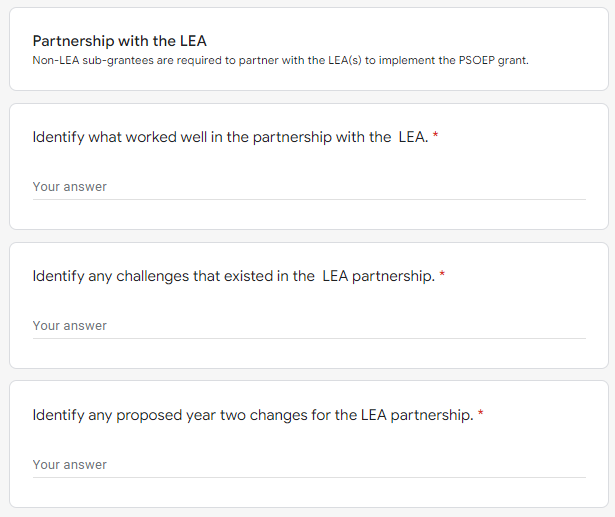 Partnership with the LEA
Non-LEA sub-grantees are required to partner with the LEA(s) to implement the PSOEP grant.
Identify what worked well in the partnership with the  LEA. *
Your answer
Identify any challenges that existed in the  LEA partnership. *
Your answer
Identify any proposed year two changes for the LEA partnership. *
Your answer